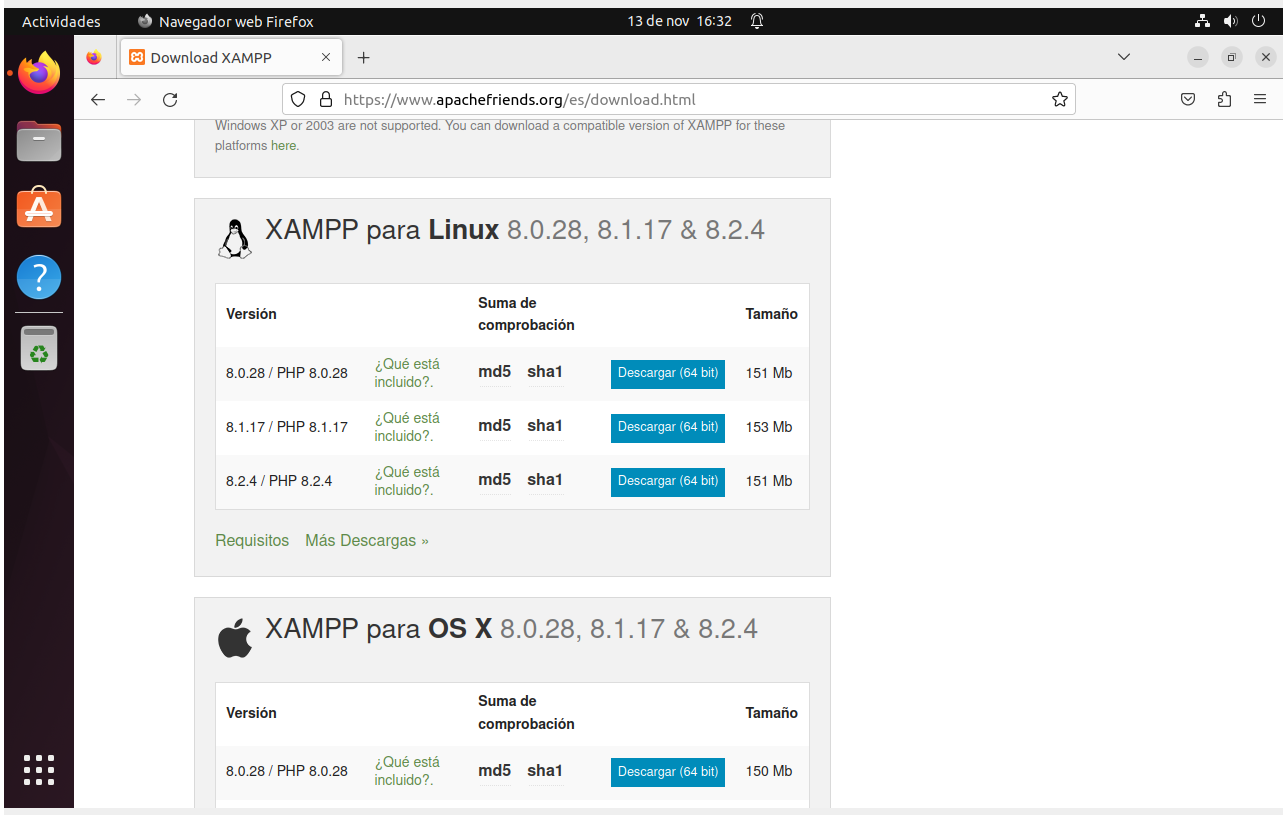 Actividades Navegador web Firefox 13 de nov 16:32
Download XAMPP
https://www.apachefriends.org/es/download.html
Windows XP or 2003 are not supported. You can download a compatible version of XAMPP for these
platforms here.
XAMPP para Linux 8.0.28, 8.1.17 & 8.2.4
Versión Suma de comprobación Tamaño
8.0.28 / PHP 8.0.28 ¿Qué está incluido?. md5 sha1 Descargar (64 bit) 151 Mb
8.1.17 / PHP 8.1.17 ¿Qué está incluido?. md5 sha1 Descargar (64 bit) 153 Mb
8.2.4 / PHP 8.2.4 ¿Qué está incluido?. md5 sha1 Descargar (64 bit) 151 Mb
Requisitos Más Descargas »
XAMPP para OS X 8.0.28, 8.1.17 & 8.2.4
Versión Suma de comprobación Tamaño
8.0.28 / PHP 8.0.28 ¿Qué está incluido?. md5 sha1 Descargar (64 bit) 150 Mb